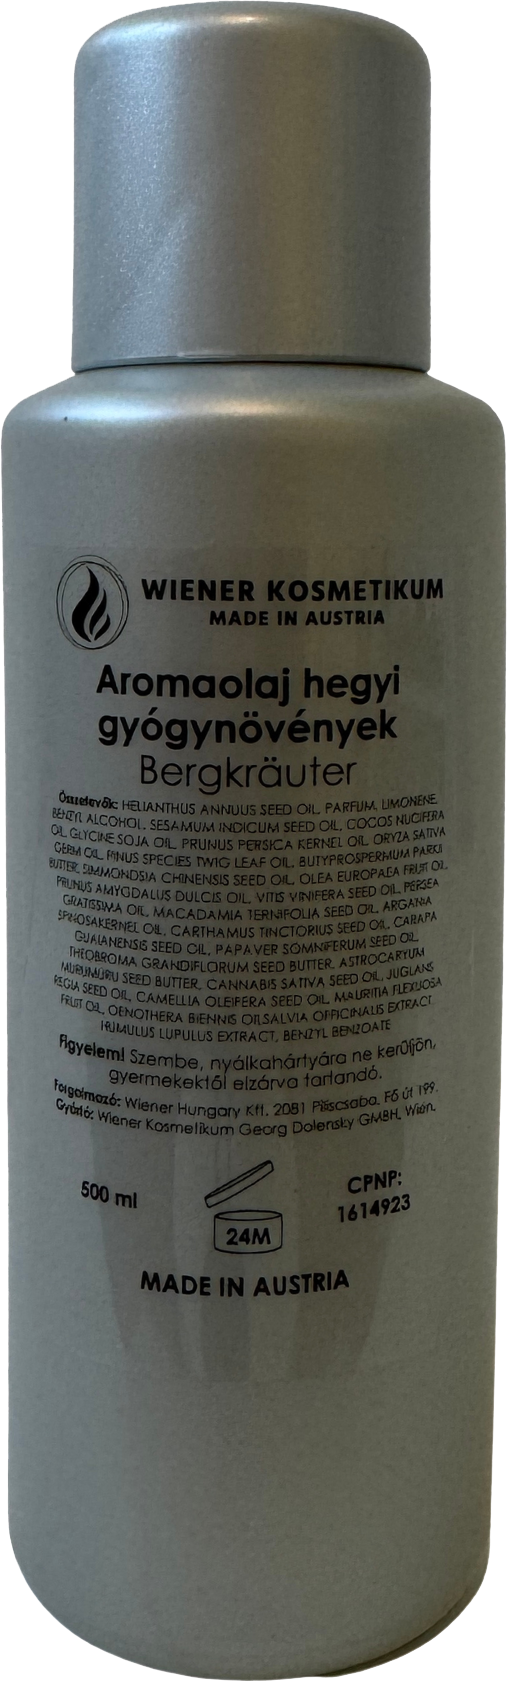 WIENER KOSMETIKUM
MADE IN AUSTRIA
Aromaolaj hegyi
gyógynövények
Bergkräuter
Összetevők: HELIANTHUS ANNUUS SEED OIL, PARFUM, LIMONENE,
BENZYL ALCOHOL, SESAMUM INDICUM SEED OIL, COCOS NUCIFERA
OIL, GLYCINE SOJA OIL, PRUNUS PERSICA KERNEL OIL, ORYZA SATIVA
GERM OIL, PINUS SPECIES TWIG LEAF OIL, BUTYPROSPERMUM PARKII
BUTTER, SIMMONDSIA CHINENSIS SEED OIL, OLEA EUROPAEA FRUIT OIL,
PRUNUS AMYGDALUS DULCIS OIL, VITIS VINIFERA SEED OIL, PERSEA
GRATISSIMA OIL, MACADAMIA TERNIFOLIA SEED OIL, ARGANIA
SPINOSAKERNEL OIL, CARTHAMUS TINCTORIUS SEED OIL, CARAPA
GUAIANENSIS SEED OIL, PAPAVER SOMNIFERUM SEED OIL,
THEOBROMA GRANDIFLORUM SEED BUTTER, ASTROCARYUM
MURUMURU SEED BUTTER, CANNABIS SATIVA SEED OIL, JUGLANS
REGIA SEED OIL, CAMELLIA OLEIFERA SEED OIL, MAURITIA FLEXUOSA
FRUIT OIL, OENOTHERA BIENNIS OILSALVIA OFFICINALIS EXTRACT
HUMULUS LUPULUS EXTRACT, BENZYL BENZOATE
Figyelem! Szembe, nyálkahártyára ne kerüljön,
gyermekektől elzárva tartandó.
Forgalmazó: Wiener Hungary Kft. 2081 Piliscsaba, Fő út 199.
Gyártó: Wiener Kosmetikum Georg Dolensky GMBH, Wien.
500 ml
24M
CPNP:
1614923
MADE IN AUSTRIA